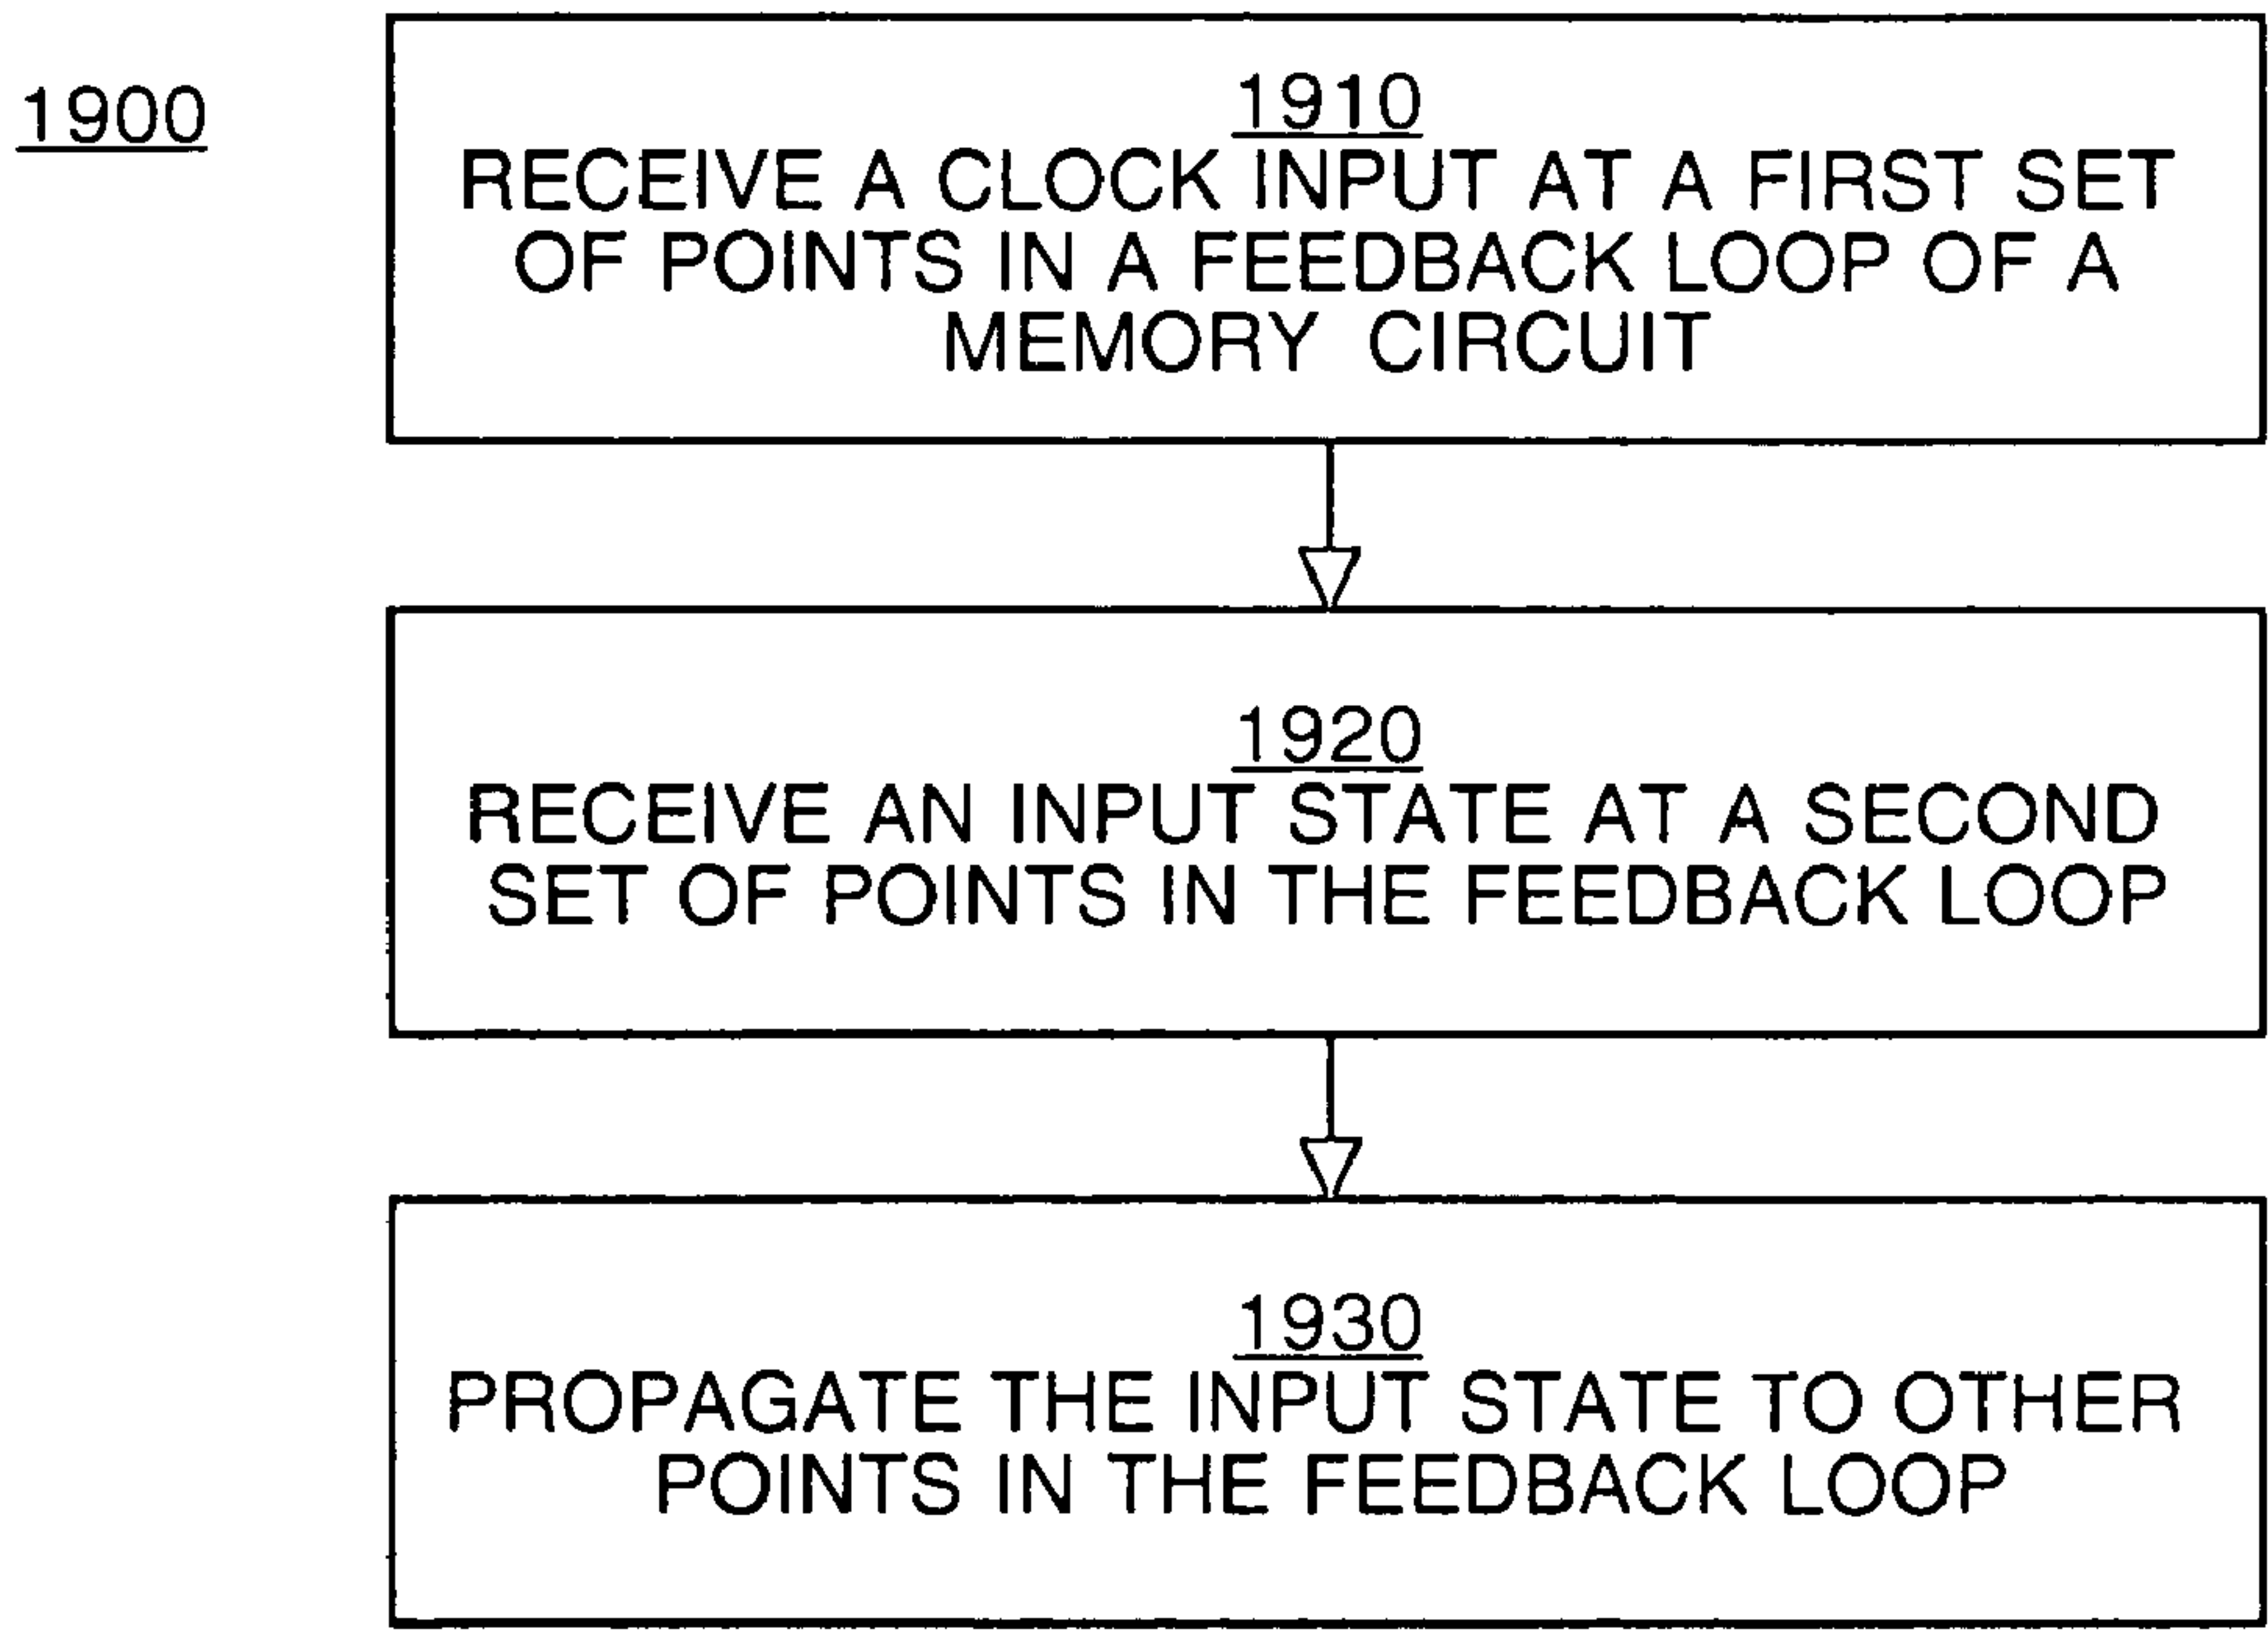 1900
1910
RECEIVE A CLOCK INPUT AT A FIRST SET
OF POINTS IN A FEEDBACK LOOP OF A
MEMORY CIRCUIT
1920
RECEIVE AN INPUT STATE AT A SECOND
SET OF POINTS IN THE FEEDBACK LOOP
1930
PROPAGATE THE INPUT STATE TO OTHER
POINTS IN THE FEEDBACK LOOP